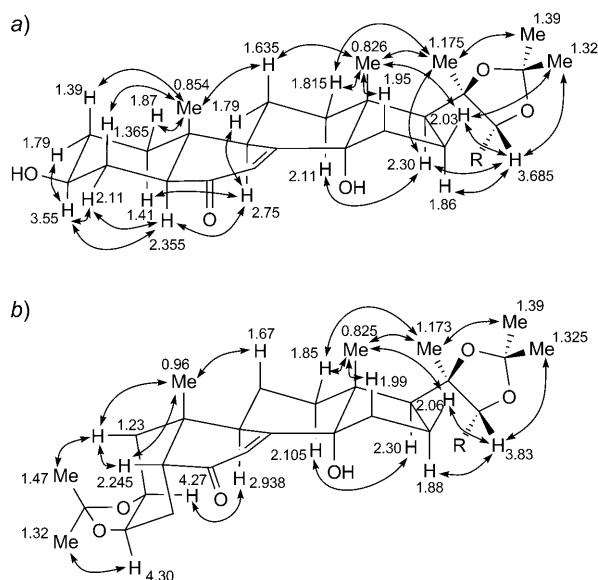 a)
1.39
1.635
0.826
1.175
1.32
Me
Me
Me
Me
H
H
0.854
1.815
1.95
1.39
H
1.87
Me
1.79
H
H
O
H
H
H
2.03
H
O
1.79
1.365
H
HO
H
2.11
2.30
H
R
H
3.685
H
H
H
O
H
H
OH
H
3.55
2.11
1.41
2.75
1.86
2.355
b)
1.39
1.67
0.825
1.173
1.325
Me
Me
Me
Me
H
1.85
0.96
H
H
1.99
O
Me
1.23
2.06
H
O
H
R
H
H
2.30
H
3.83
1.47
2.245
4.27
2.105
H
OH
H
Me
H
O
H
2.938
1.88
O
1.32
O
Me
H
4.30